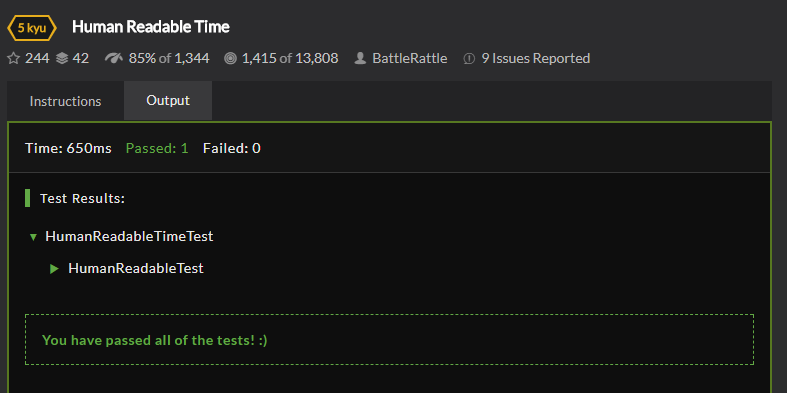 5 kyu Human Readable Time
244 42 85% of 1,344 1,415 of 13,808 BattleRattle 9 Issues Reported
Instructions Output
Time: 650ms Passed: 1 Failed: 0
Test Results:
HumanReadableTimeTest
HumanReadableTest
You have passed all of the tests! :)